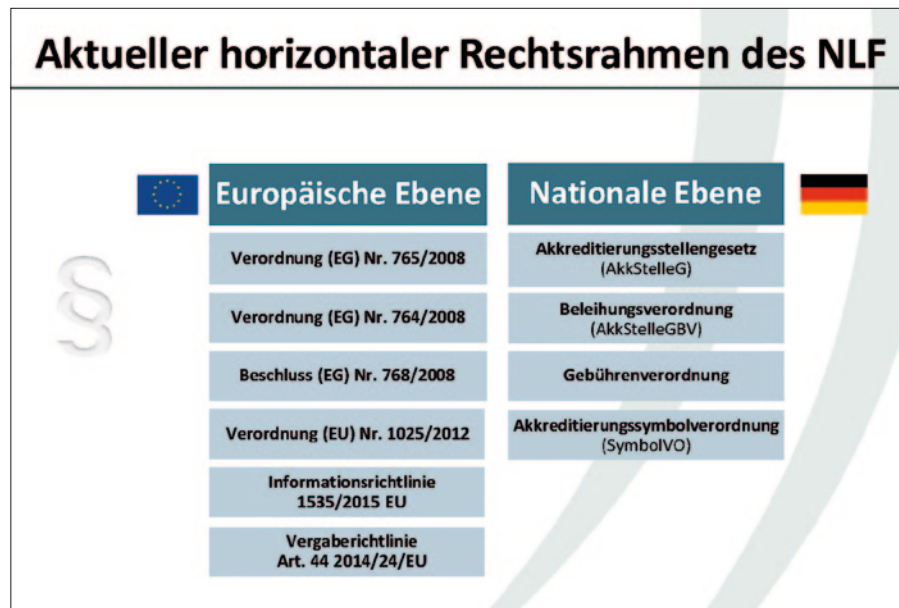 Aktueller horizontaler Rechtsrahmen des NLF
§
Europäische Ebene
Verordnung (EG) Nr. 765/2008
Verordnung (EG) Nr. 764/2008
Beschluss (EG) Nr. 768/2008
Verordnung (EU) Nr. 1025/2012
Informationsrichtlinie
1535/2015 EU
Vergaberichtlinie
Art. 44 2014/24/EU
Nationale Ebene
Akkreditierungsstellengesetz
(AkkStelleG)
Beleihungsverordnung
(AkkStelleGBV)
Gebührenverordnung
Akkreditierungssymbolverordnung
(SymbolVO)